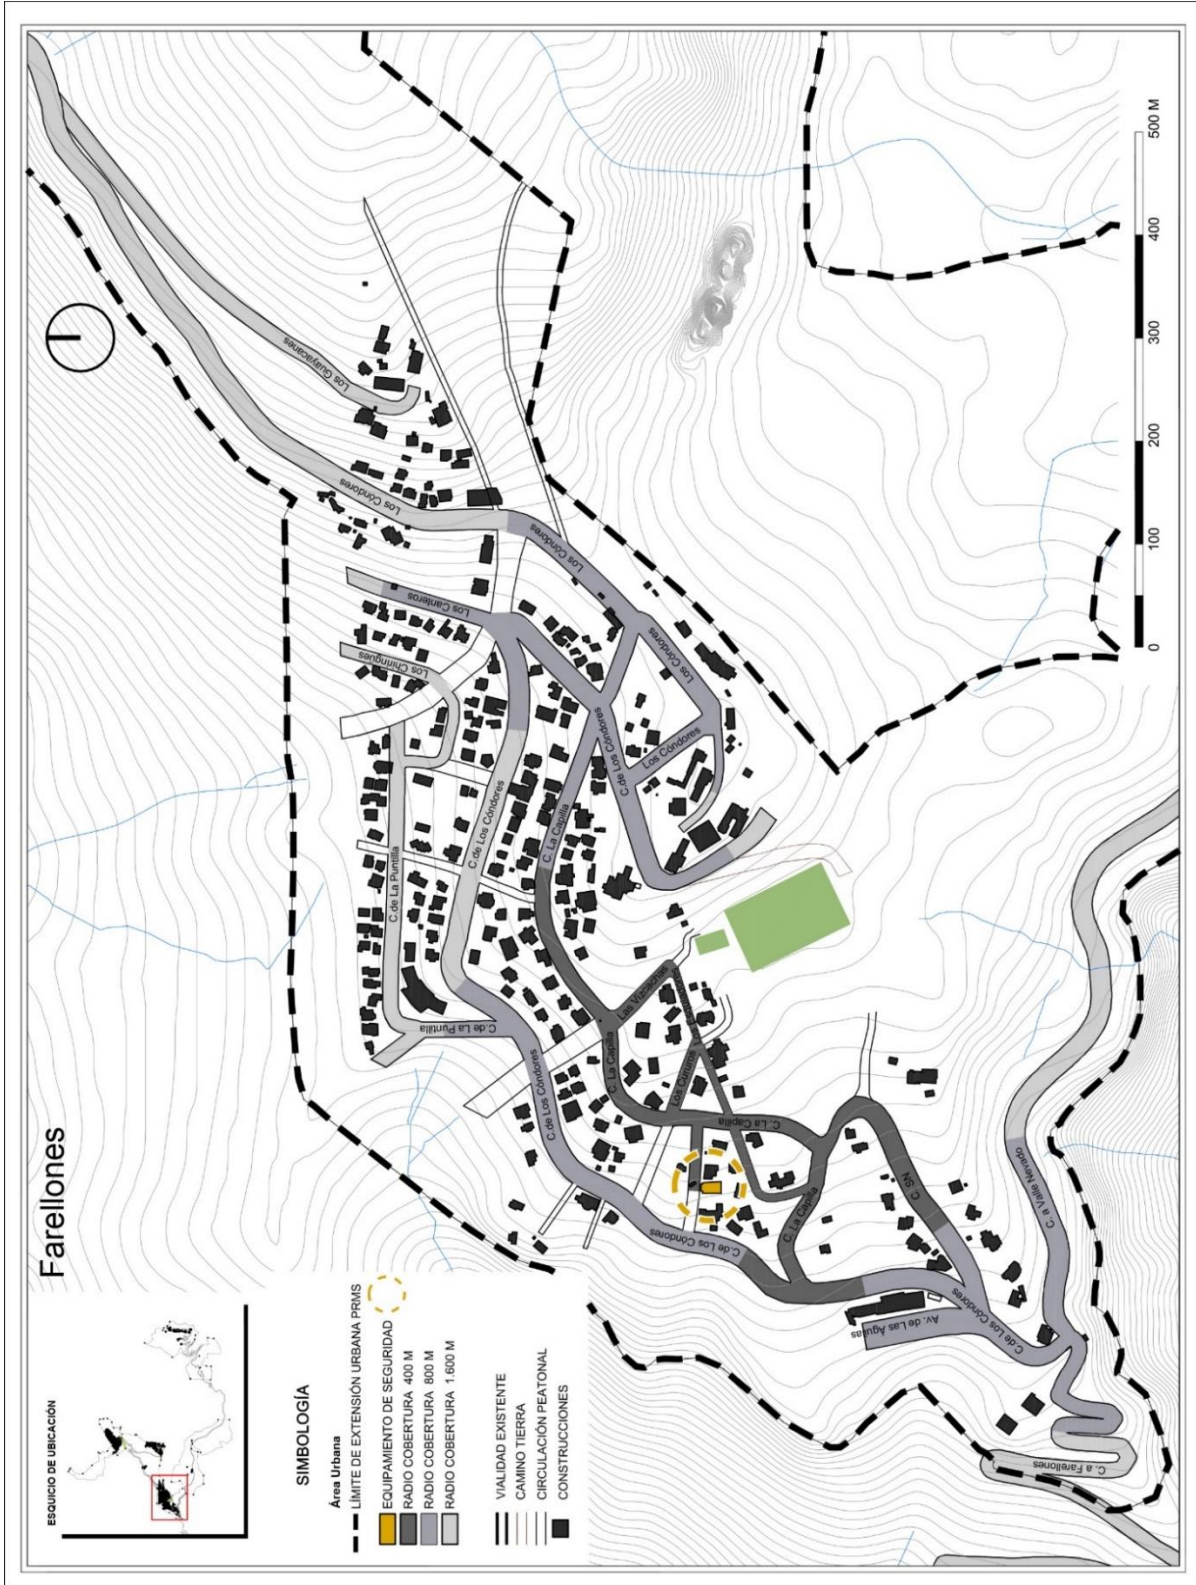 Farellones
ESQUICIO DE UBICACIÓN
SIMBOLOGÍA
Área Urbana
LÍMITE DE EXTENSIÓN URBANA PRMS
EQUIPAMIENTO DE SEGURIDAD
RADIO COBERTURA 400 M
RADIO COBERTURA 800 M
RADIO COBERTURA 1.600 M
VIALIDAD EXISTENTE
CAMINO TIERRA
CIRCULACIÓN PEATONAL
CONSTRUCCIONES
Los Guayacanes
Los Cóndores
Los Canteros
Los Chiringues
Los Cóndores
Los Cóndores
Los Cóndores
C.de Los Cóndores
C. La Capilla
C.de Los Cóndores
C.de La Puntilla
C.de La Puntilla
C.de Los Cóndores
Las Vizcachas
C. La Capilla
Los Cururos
C. La Capilla
C. La Capilla
C. SN
C.de Los Cóndores
C.de Los Cóndores
Av. de Las Águilas
C. a Valle Nevado
C. a Farellones
0 100 200 300 400 500 M